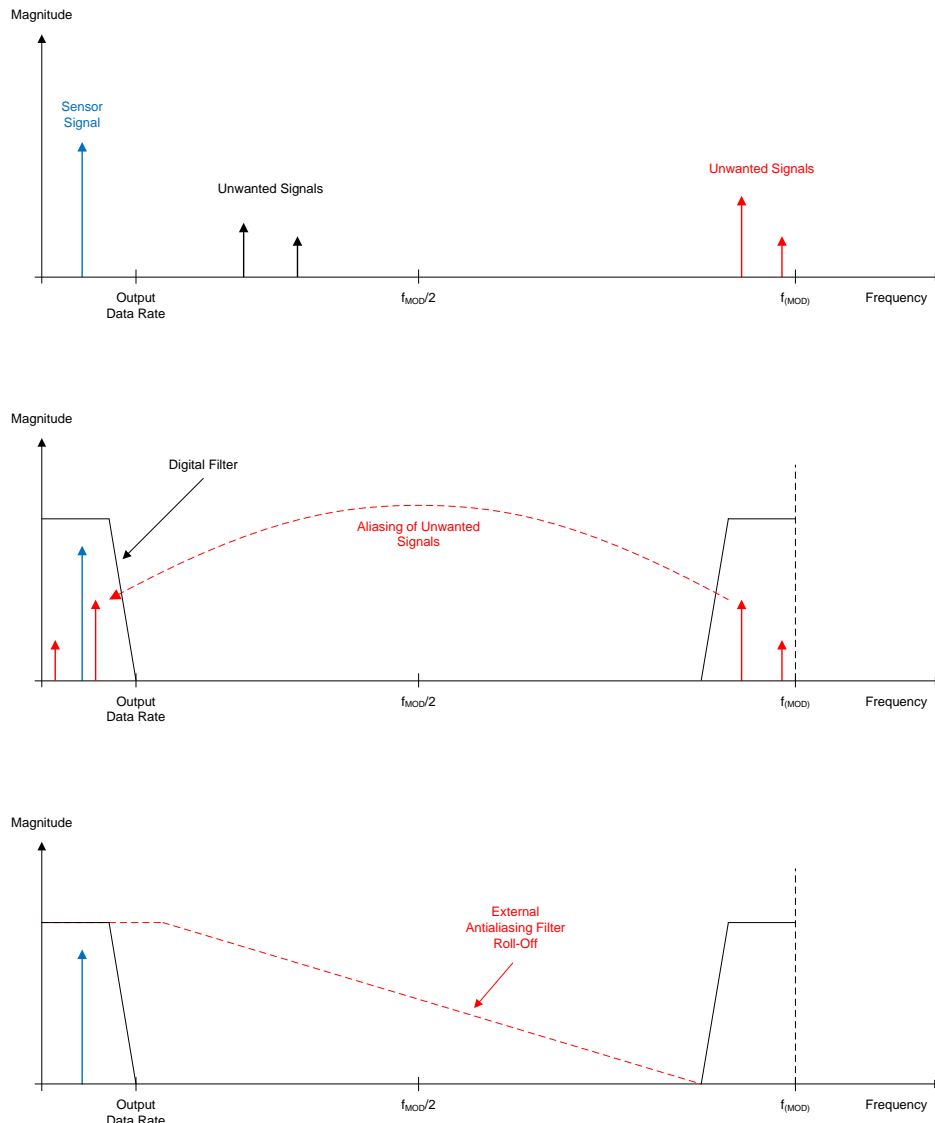 Magnitude
Sensor
Signal
Unwanted Signals
Unwanted Signals
Output
Data Rate
fMOD/2
f(MOD)
Frequency
Magnitude
Digital Filter
Aliasing of Unwanted
Signals
Output
Data Rate
fMOD/2
f(MOD)
Frequency
Magnitude
External
Antialiasing Filter
Roll-Off
Output
Data Rate
fMOD/2
f(MOD)
Frequency